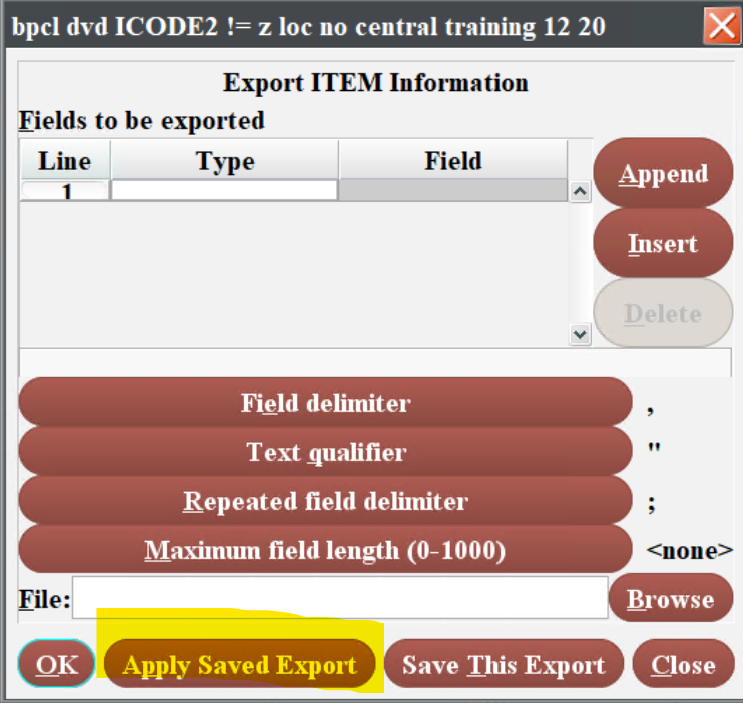 bpcl dvd ICODE2 != z loc no central training 12 20
Export ITEM Information
Fields to be exported
Line Type Field
1
Append
Insert
Delete
Field delimiter ,
Text qualifier "
Repeated field delimiter ;
Maximum field length (0-1000) <none>
File: Browse
OK Apply Saved Export Save This Export Close